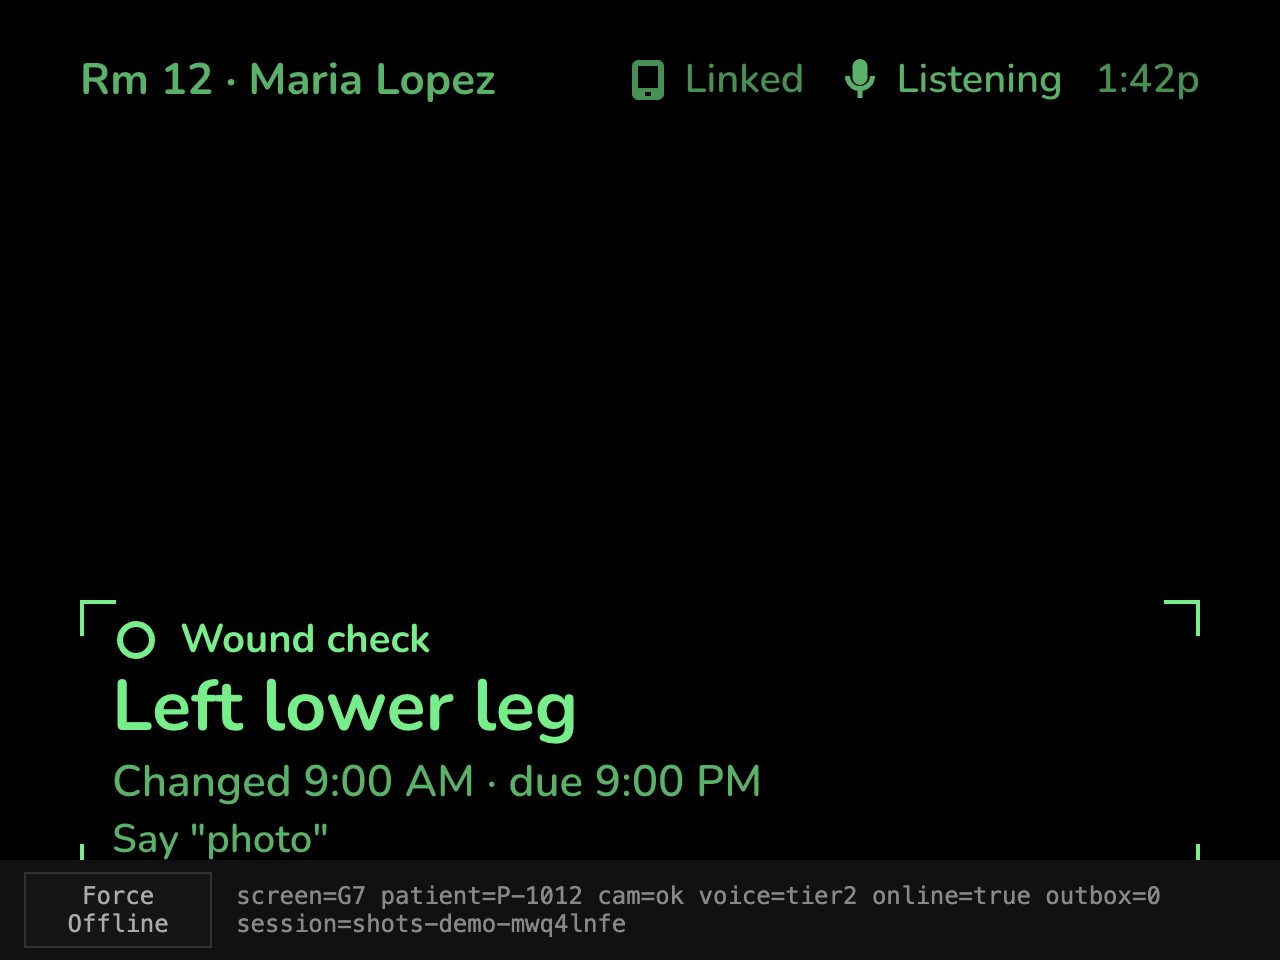 Rm 12 · Maria Lopez Linked Listening 1:42p
Wound check
Left lower leg
Changed 9:00 AM · due 9:00 PM
Say "photo"
Force Offline
screen=G7 patient=P-1012 cam=ok voice=tier2 online=true outbox=0
session=shots-demo-mwq4lnfe